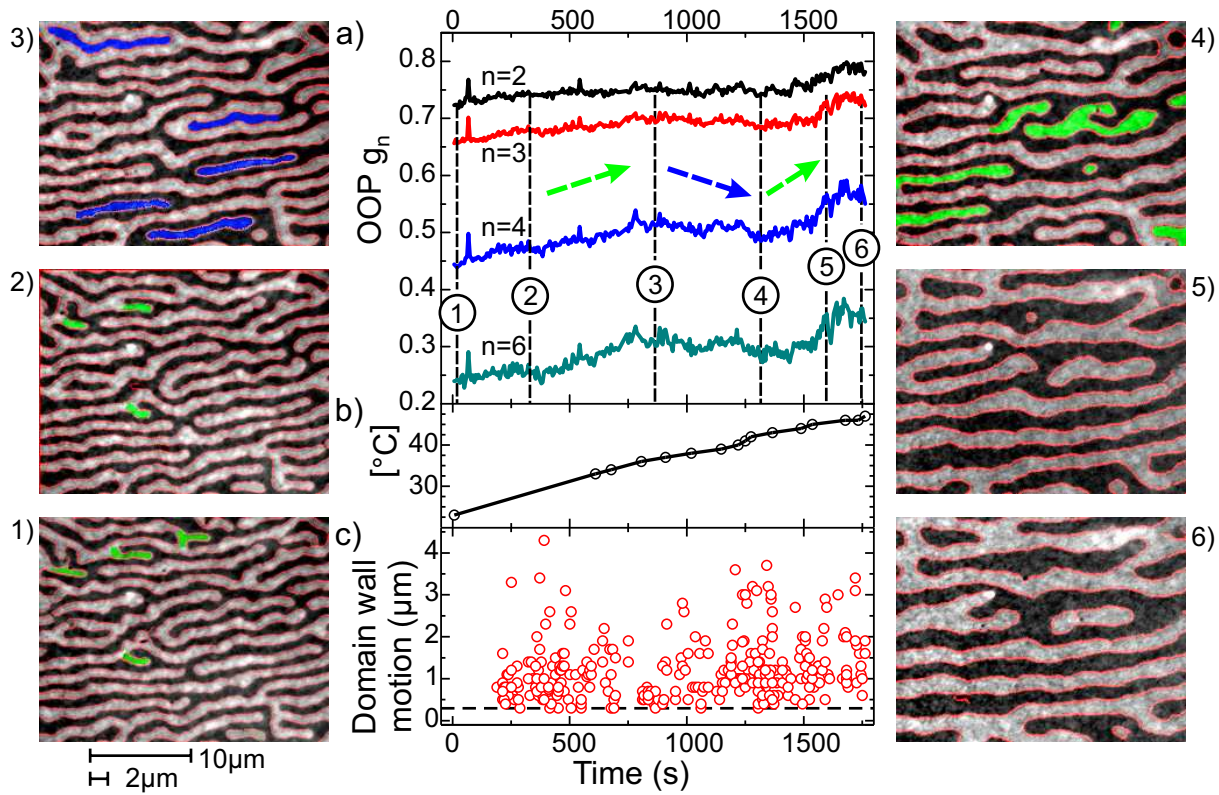 3)
2)
1)
10µm
2µm
a)
0 500 1000 1500
OOP gn
0.8
0.7
0.6
0.5
0.4
0.3
0.2
n=2
n=3
n=4
n=6
1 2 3 4 5 6
b)
[°C]
40
30
c)
Domain wall
motion (µm)
4
3
2
1
0
0 500 1000 1500
Time (s)
4)
5)
6)